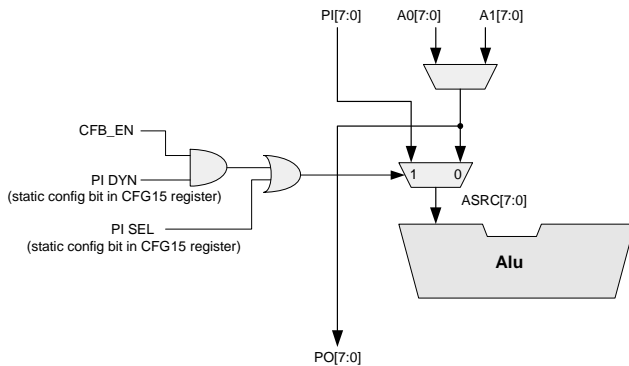 PI[7:0]
A0[7:0]
A1[7:0]
CFB_EN
PI DYN
(static config bit in CFG15 register)
PI SEL
(static config bit in CFG15 register)
1
0
ASRC[7:0]
Alu
PO[7:0]